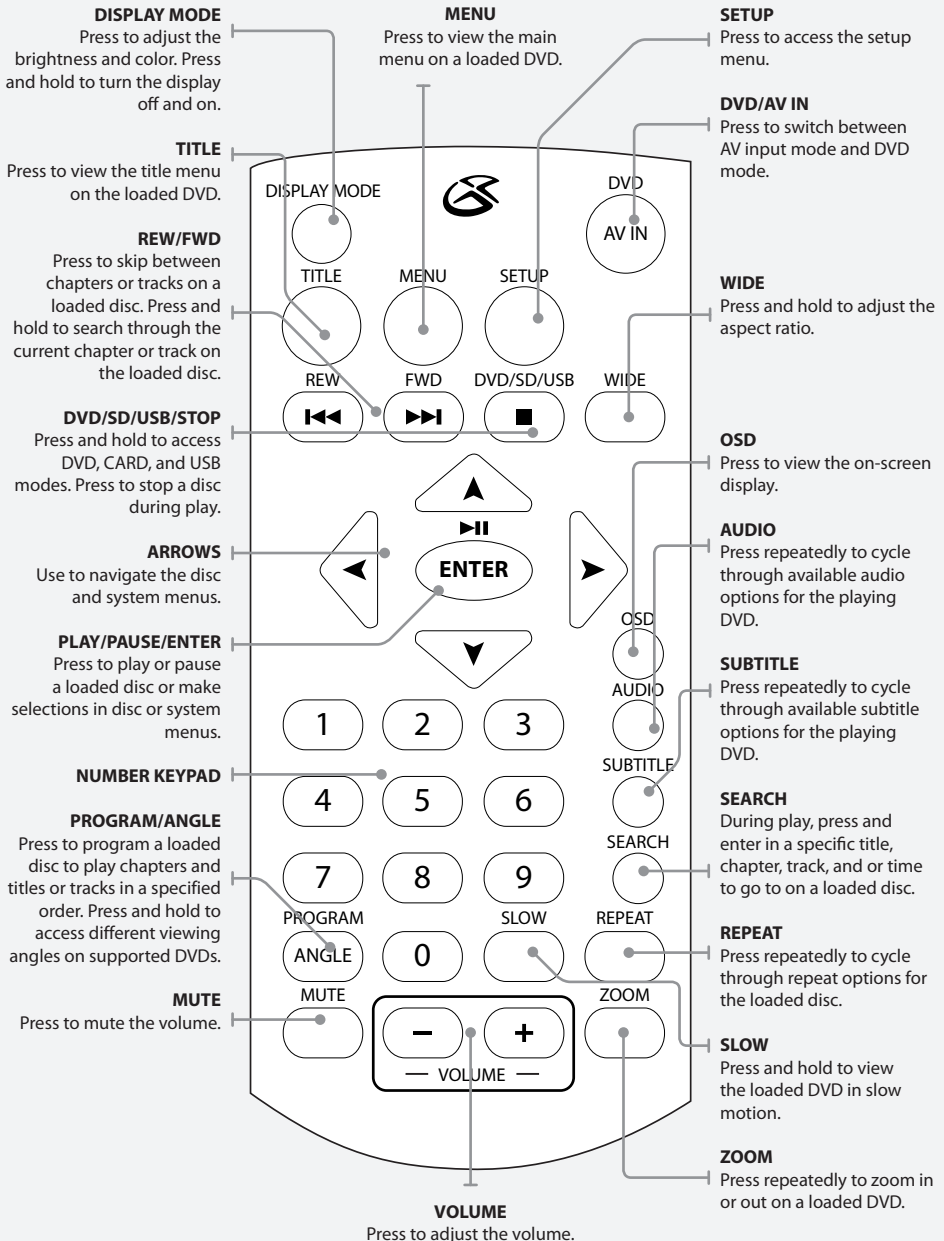 DISPLAY MODE
Press to adjust the
brightness and color. Press
and hold to turn the display
off and on.
TITLE
Press to view the title menu
on the loaded DVD.
REW/FWD
Press to skip between
chapters or tracks on a
loaded disc. Press and
hold to search through the
current chapter or track on
the loaded disc.
DVD/SD/USB/STOP
Press and hold to access
DVD, CARD, and USB
modes. Press to stop a disc
during play.
ARROWS
Use to navigate the disc
and system menus.
PLAY/PAUSE/ENTER
Press to play or pause
a loaded disc or make
selections in disc or system
menus.
NUMBER KEYPAD
PROGRAM/ANGLE
Press to program a loaded
disc to play chapters and
titles or tracks in a specified
order. Press and hold to
access different viewing
angles on supported DVDs.
MUTE
Press to mute the volume.
MENU
Press to view the main
menu on a loaded DVD.
DISPLAY MODE
DVD
AV IN
TITLE MENU SETUP
REW FWD DVD/SD/USB WIDE
ENTER
OSD
AUDIO
1 2 3
SUBTITLE
4 5 6
SEARCH
7 8 9
PROGRAM SLOW REPEAT
ANGLE 0
MUTE ZOOM
− +
— VOLUME —
VOLUME
Press to adjust the volume.
SETUP
Press to access the setup
menu.
DVD/AV IN
Press to switch between
AV input mode and DVD
mode.
WIDE
Press and hold to adjust the
aspect ratio.
OSD
Press to view the on-screen
display.
AUDIO
Press repeatedly to cycle
through available audio
options for the playing
DVD.
SUBTITLE
Press repeatedly to cycle
through available subtitle
options for the playing
DVD.
SEARCH
During play, press and
enter in a specific title,
chapter, track, and or time
to go to on a loaded disc.
REPEAT
Press repeatedly to cycle
through repeat options for
the loaded disc.
SLOW
Press and hold to view
the loaded DVD in slow
motion.
ZOOM
Press repeatedly to zoom in
or out on a loaded DVD.